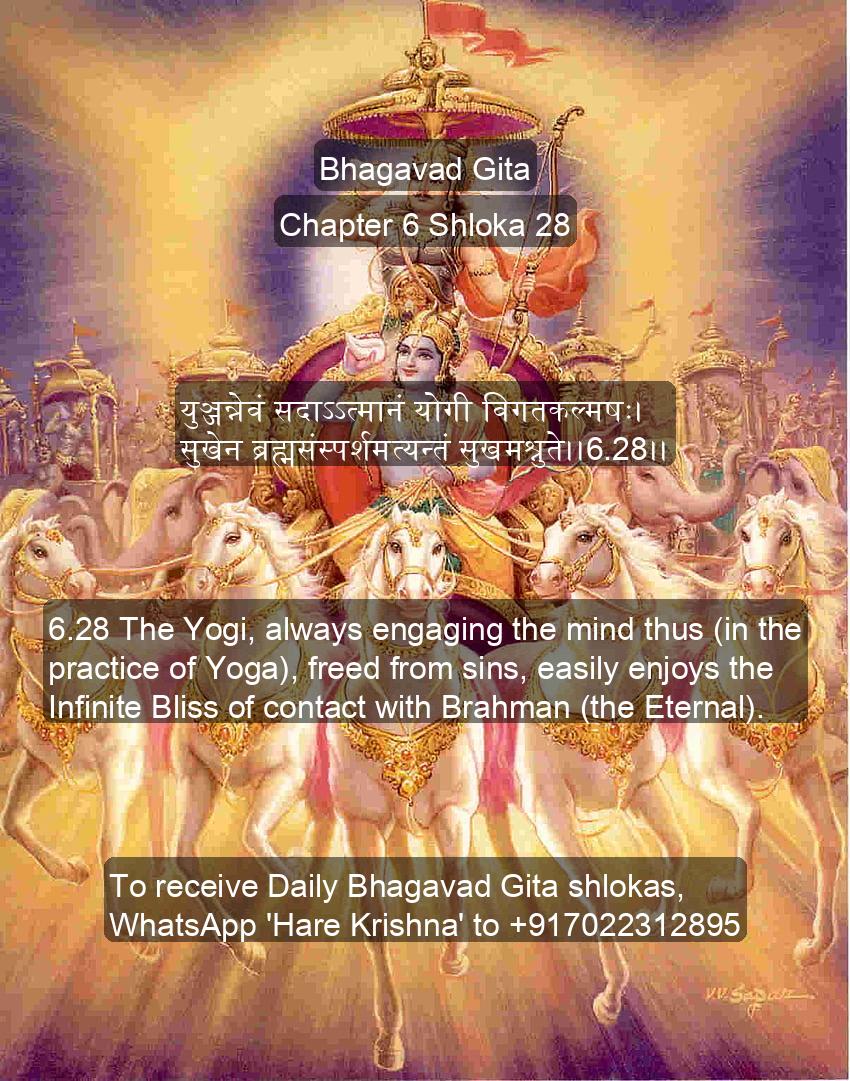 Bhagavad Gita
Chapter 6 Shloka 28
युञ्जन्नेवं सदाऽऽत्मानं योगी विगतकल्मषः।
सुखेन ब्रह्मसंस्पर्शमत्यन्तं सुखमश्नुते।।6.28।।
6.28 The Yogi, always engaging the mind thus (in the
practice of Yoga), freed from sins, easily enjoys the
Infinite Bliss of contact with Brahman (the Eternal).
To receive Daily Bhagavad Gita shlokas,
WhatsApp 'Hare Krishna' to +917022312895
V.V. Sapar